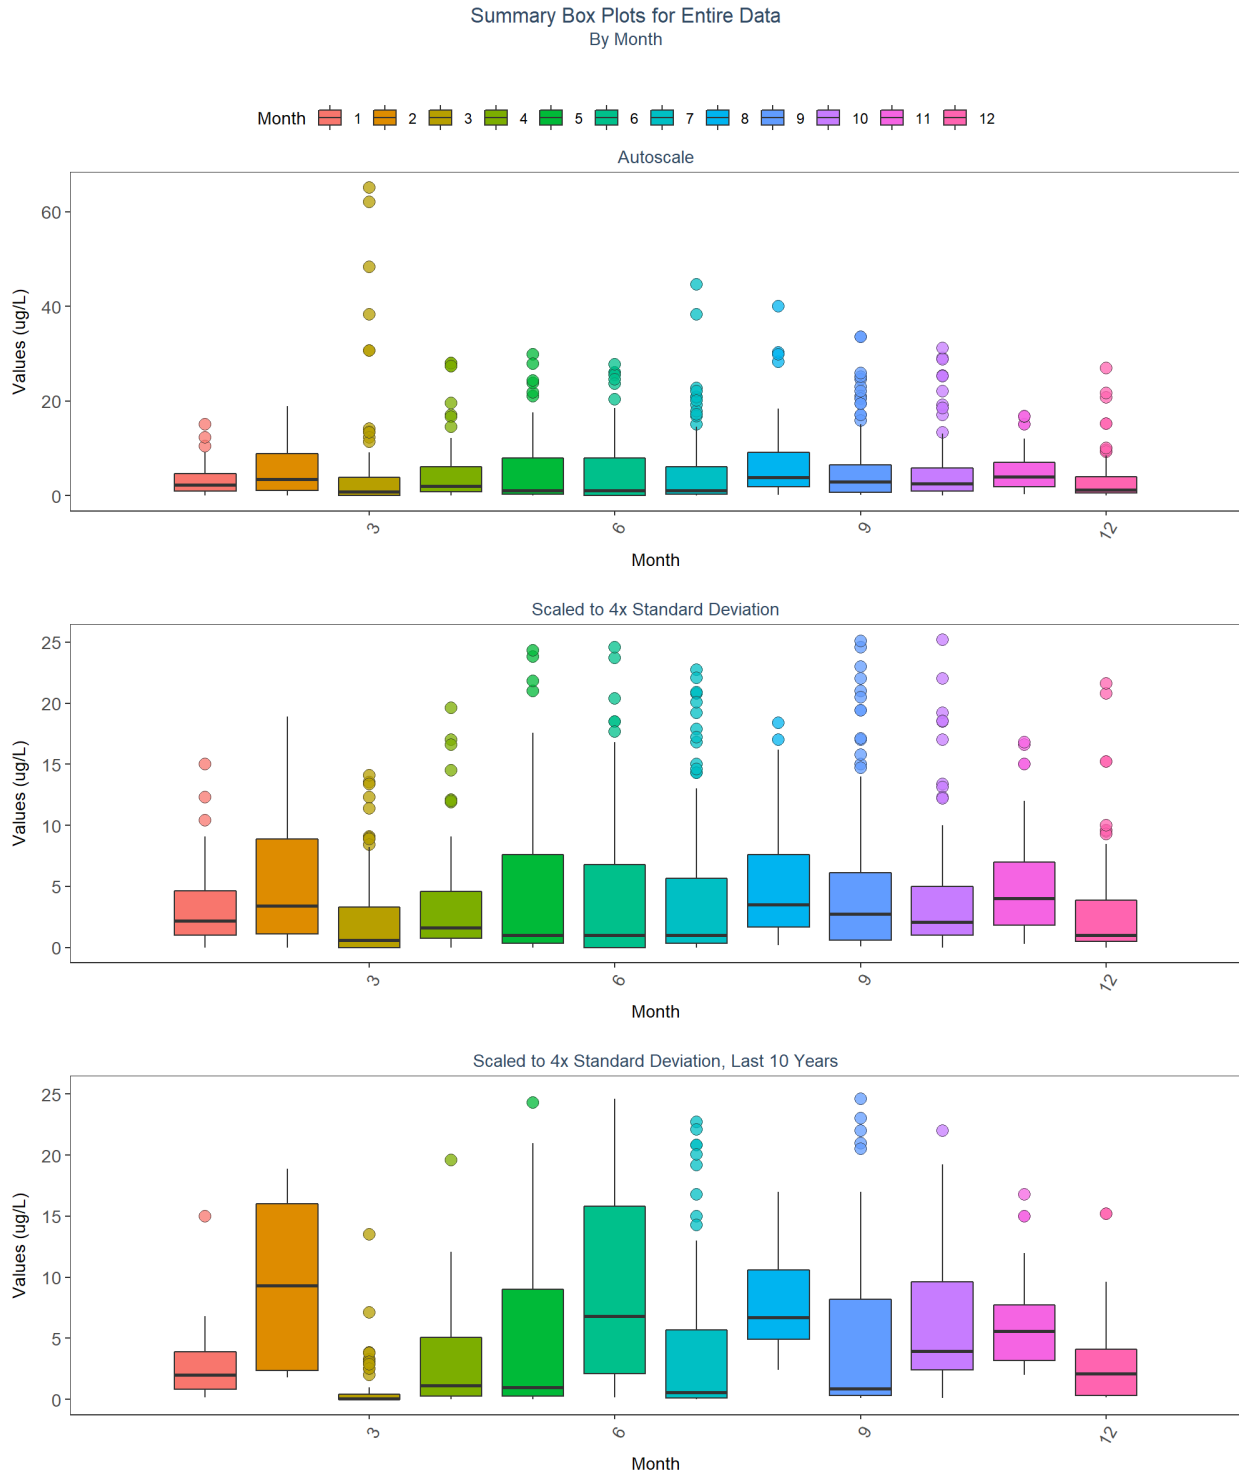 Summary Box Plots for Entire Data
By Month
Month 1 2 3 4 5 6 7 8 9 10 11 12
Autoscale
Values (ug/L)
60
40
20
0
3 6 9 12
Month
Scaled to 4x Standard Deviation
Values (ug/L)
25
20
15
10
5
0
3 6 9 12
Month
Scaled to 4x Standard Deviation, Last 10 Years
Values (ug/L)
25
20
15
10
5
0
3 6 9 12
Month